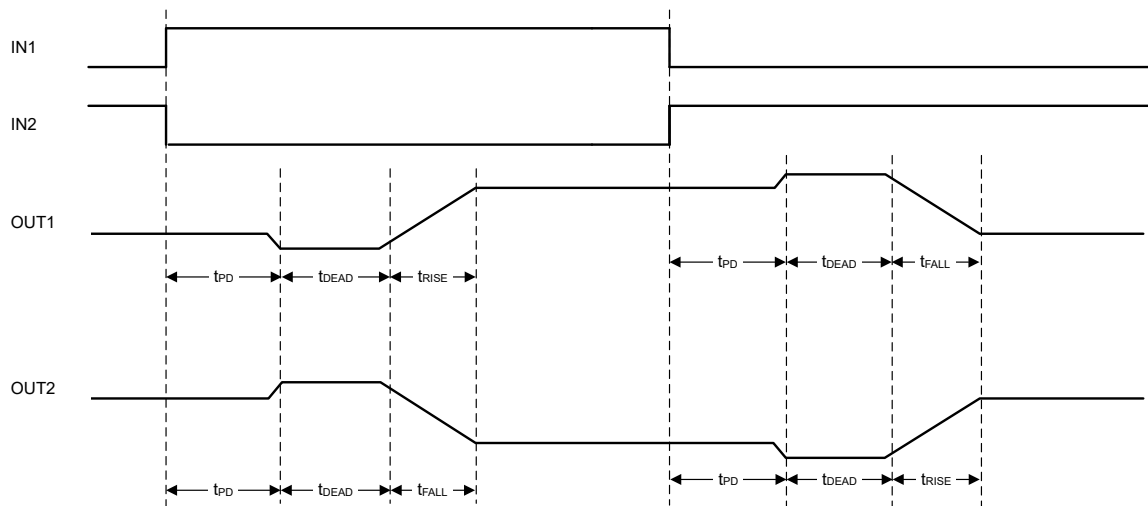 IN1
IN2
OUT1
tPD tDEAD tRISE tPD tDEAD tFALL
OUT2
tPD tDEAD tFALL tPD tDEAD tRISE